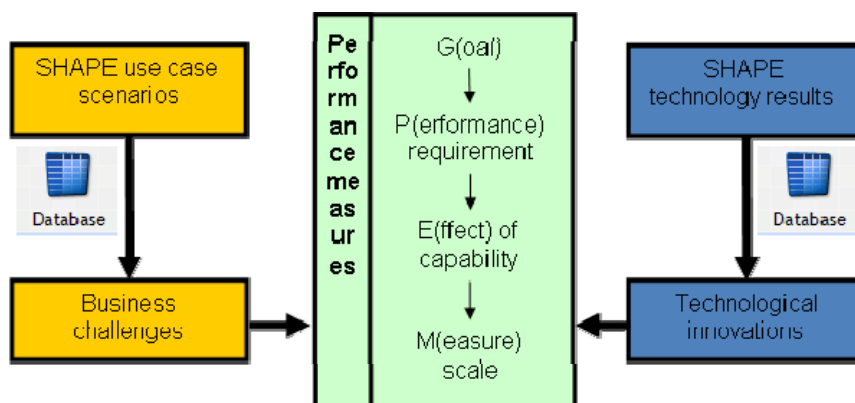 SHAPE use case
scenarios
Database
Business
challenges
Pe
rfo
rm
an
ce
me
as
ur
es
G(oal)
P(erformance)
requirement
E(ffect) of
capability
M(easure)
scale
SHAPE
technology results
Database
Technological
innovations